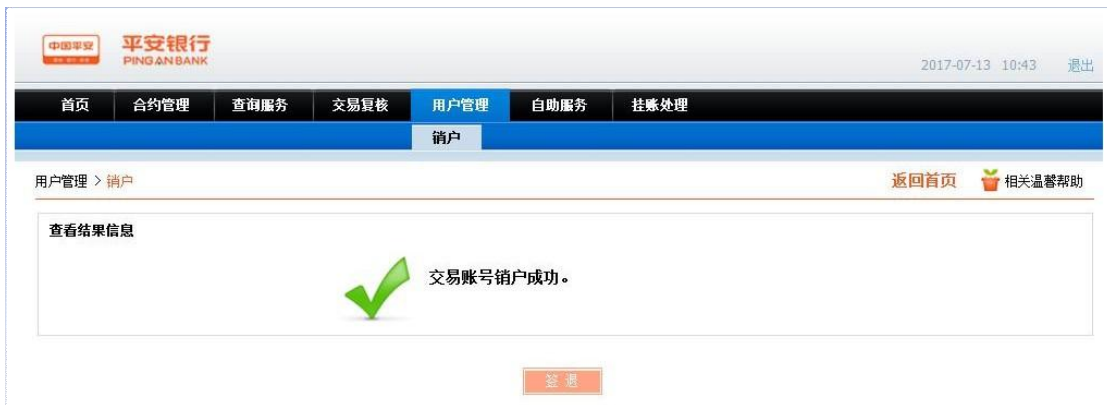 中国平安
平安银行
PINGAN BANK
2017-07-13 10:43 退出
首页 合约管理 查询服务 交易复核 用户管理 自助服务 挂账处理
销户
用户管理 > 销户
返回首页 相关温馨帮助
查看结果信息
交易账号销户成功。
签 退